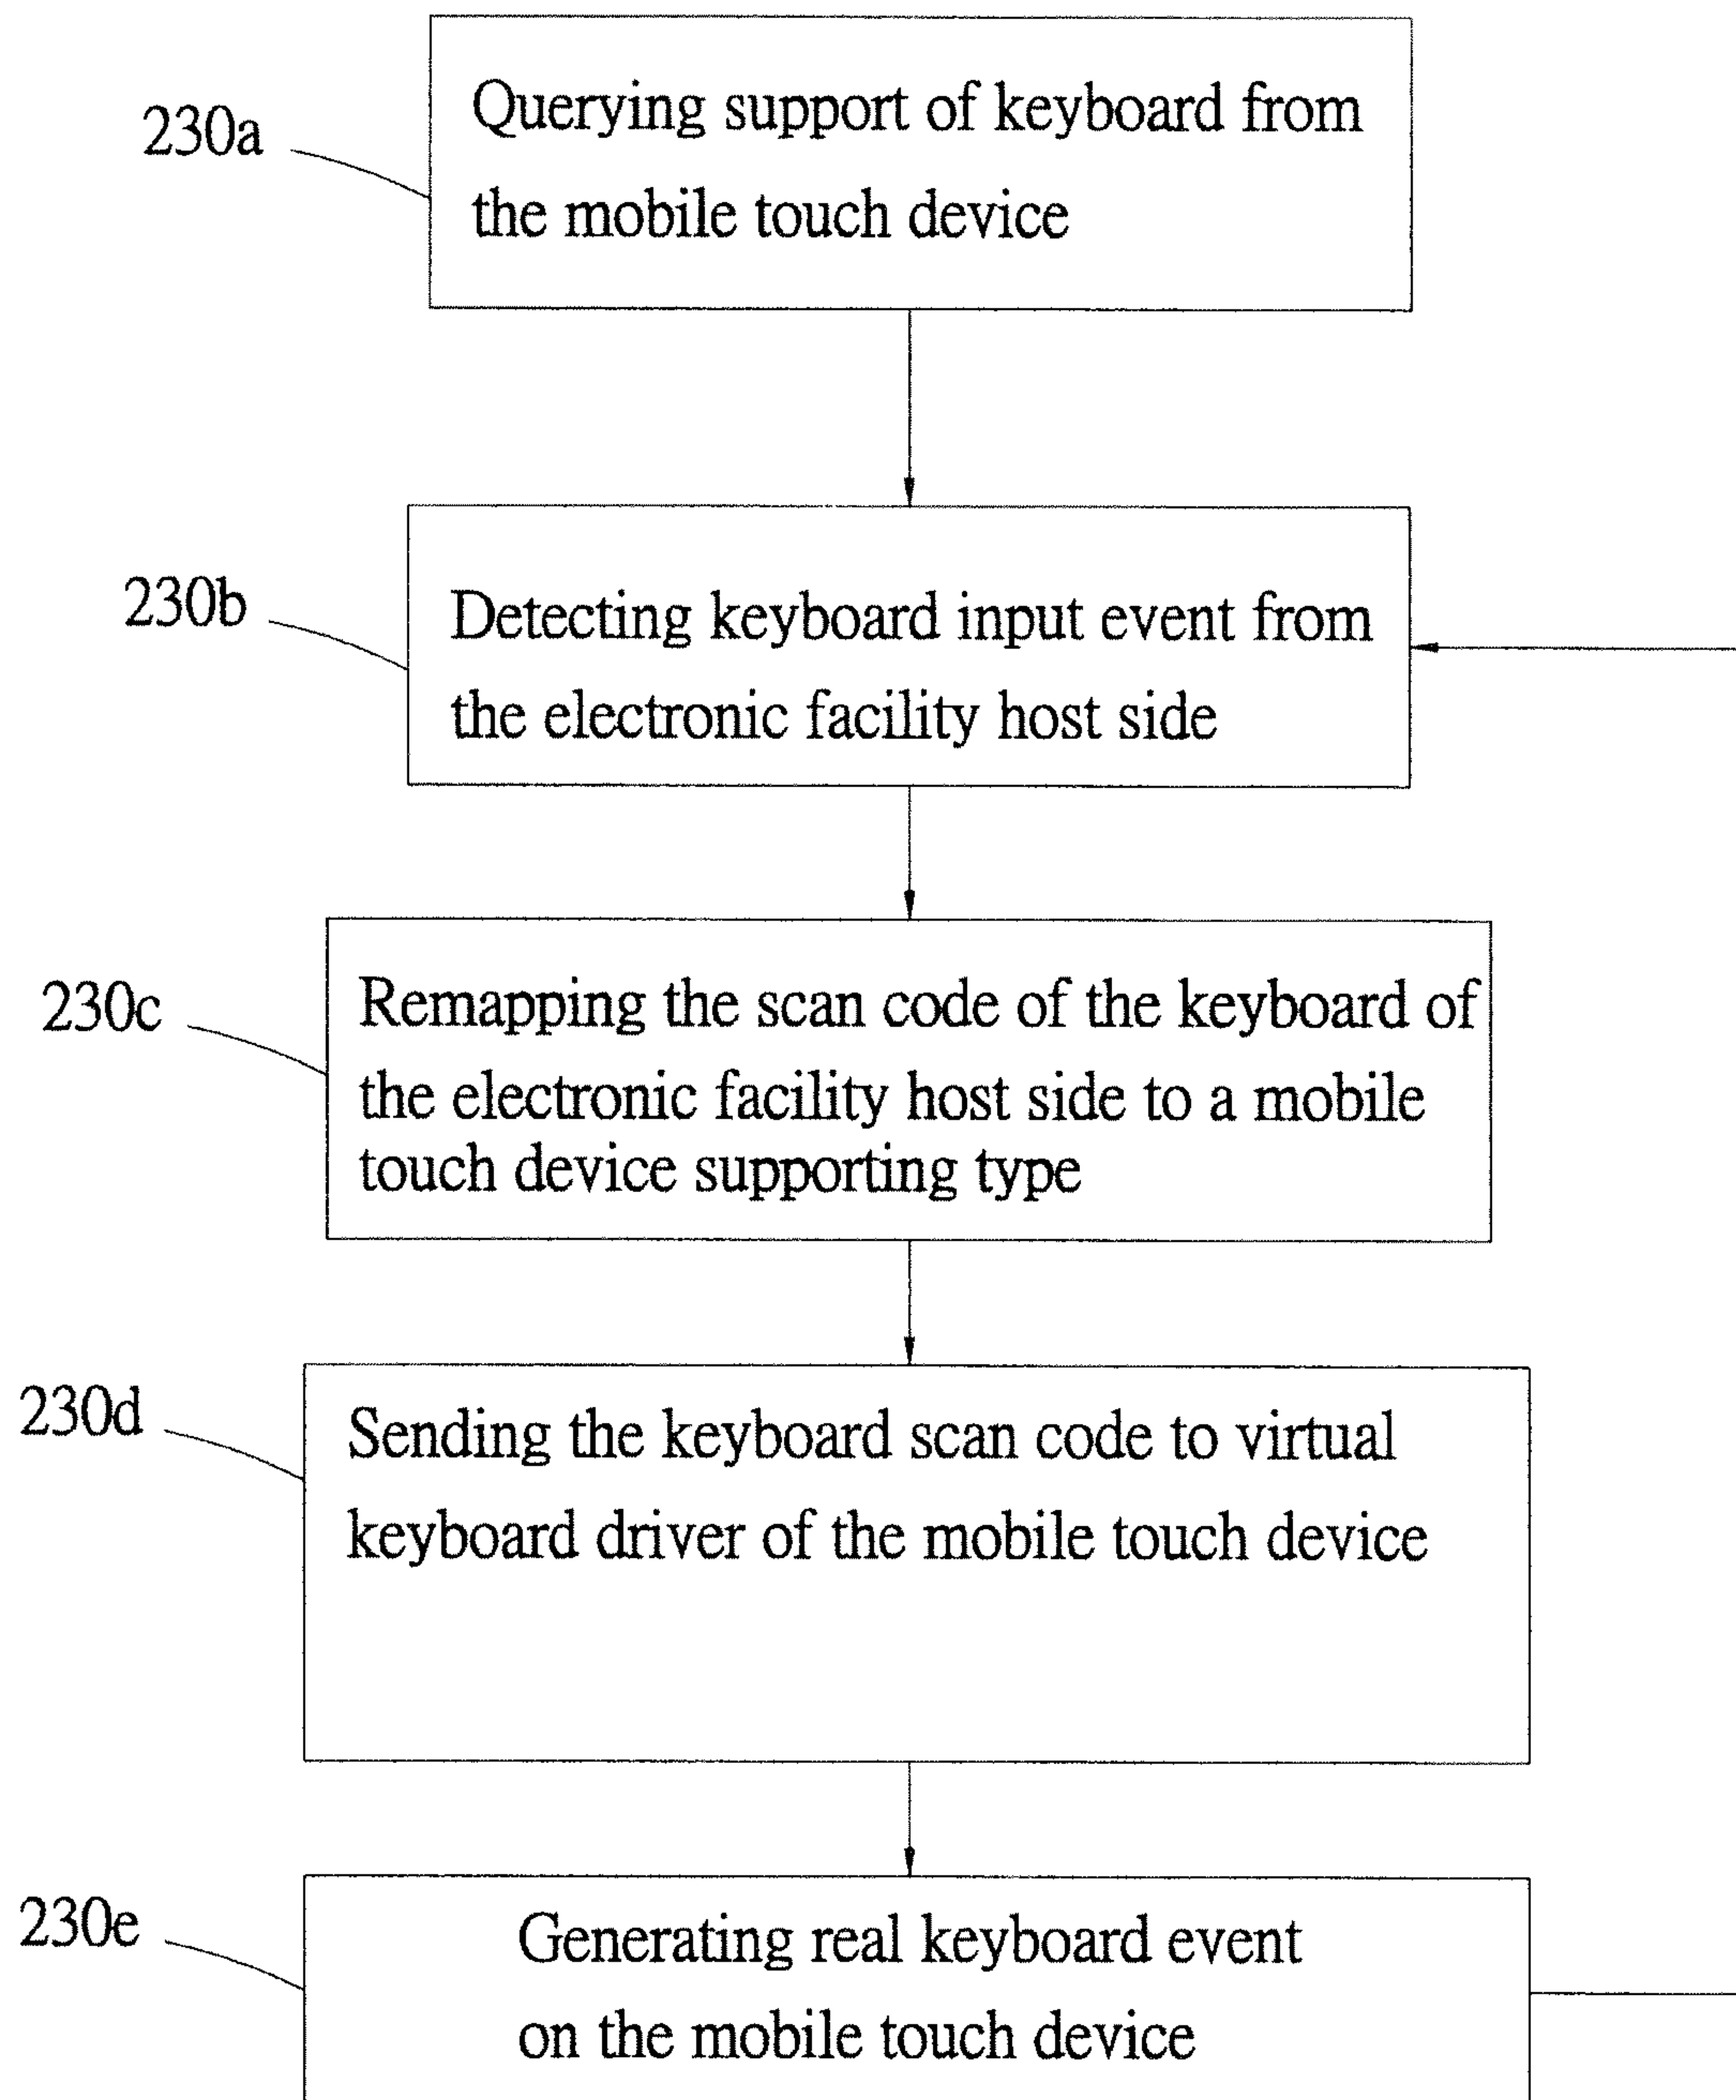 230a
Querying support of keyboard from
the mobile touch device
230b
Detecting keyboard input event from
the electronic facility host side
230c
Remapping the scan code of the keyboard of
the electronic facility host side to a mobile
touch device supporting type
230d
Sending the keyboard scan code to virtual
keyboard driver of the mobile touch device
230e
Generating real keyboard event
on the mobile touch device